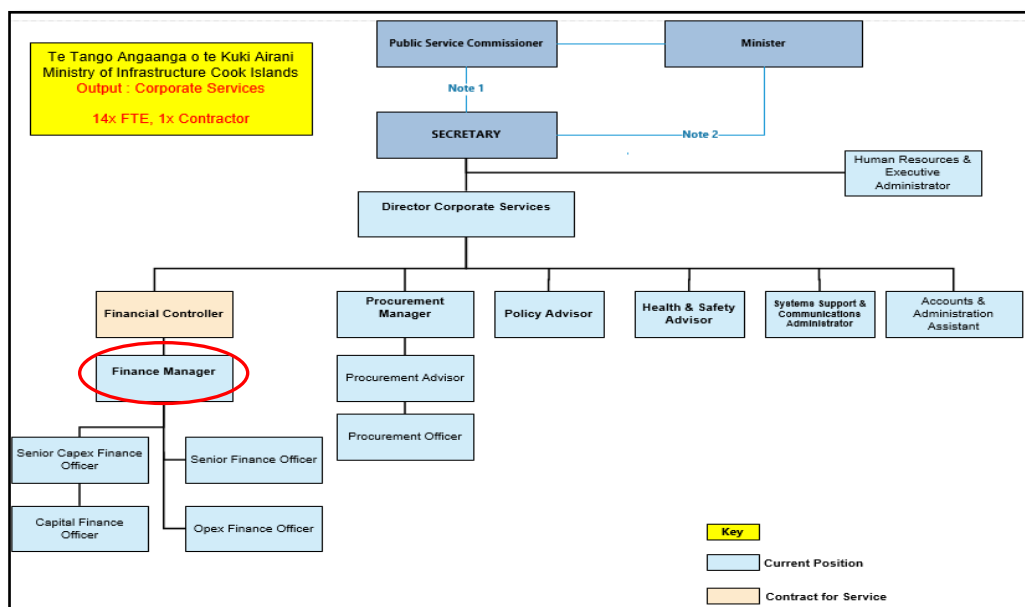 Te Tango Angaanga o te Kuki Airani
Ministry of Infrastructure Cook Islands
Output : Corporate Services
14x FTE, 1x Contractor
Public Service Commissioner
Minister
Note 1
SECRETARY
Note 2
Human Resources &
Executive
Administrator
Director Corporate Services
Financial Controller
Procurement
Manager
Policy Advisor
Health & Safety
Advisor
Systems Support &
Communications
Administrator
Accounts &
Administration
Assistant
Finance Manager
Procurement Advisor
Procurement Officer
Senior Capex Finance
Officer
Senior Finance Officer
Capital Finance
Officer
Opex Finance Officer
Key
Current Position
Contract for Service